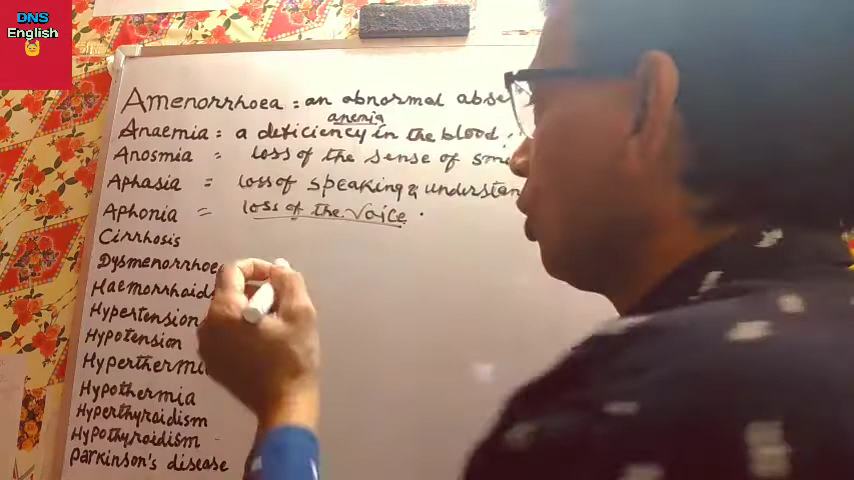 DNS
English
Amenorrhoea : an abnormal abse
anemia
Anaemia : a deficiency in the blood.
Anosmia = loss of the sense of sm
Aphasia = loss of speaking & understan
Aphonia = loss of the voice.
Cirrhosis
Dysmenorrhoe
Haemorrhoid
Hypertension
Hypotension
Hyperthermi
Hypothermia
Hyperthyroidism
Hypothyroidism
Parkinson's disease